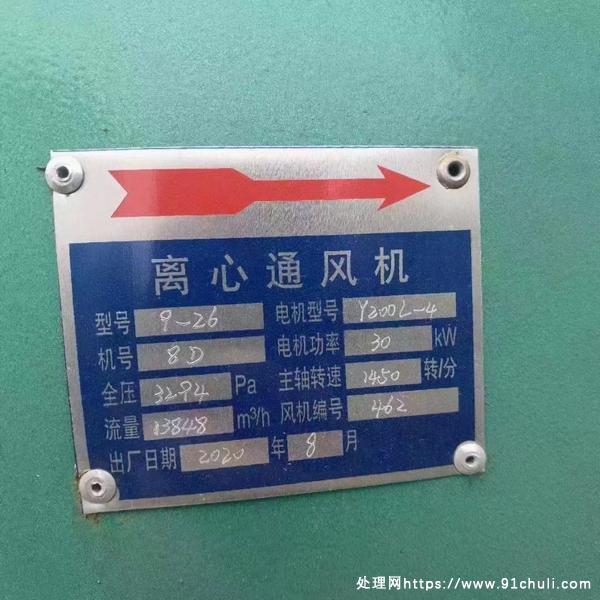 离心通风机
型号 9-26 电机型号 Y200L-4
机号 8D 电机功率 30 kW
全压 3294 Pa 主轴转速 1450 转/分
流量 13848 m³/h 风机编号 462
出厂日期 2020 年 8 月
处理网https://www.91chuli.com/